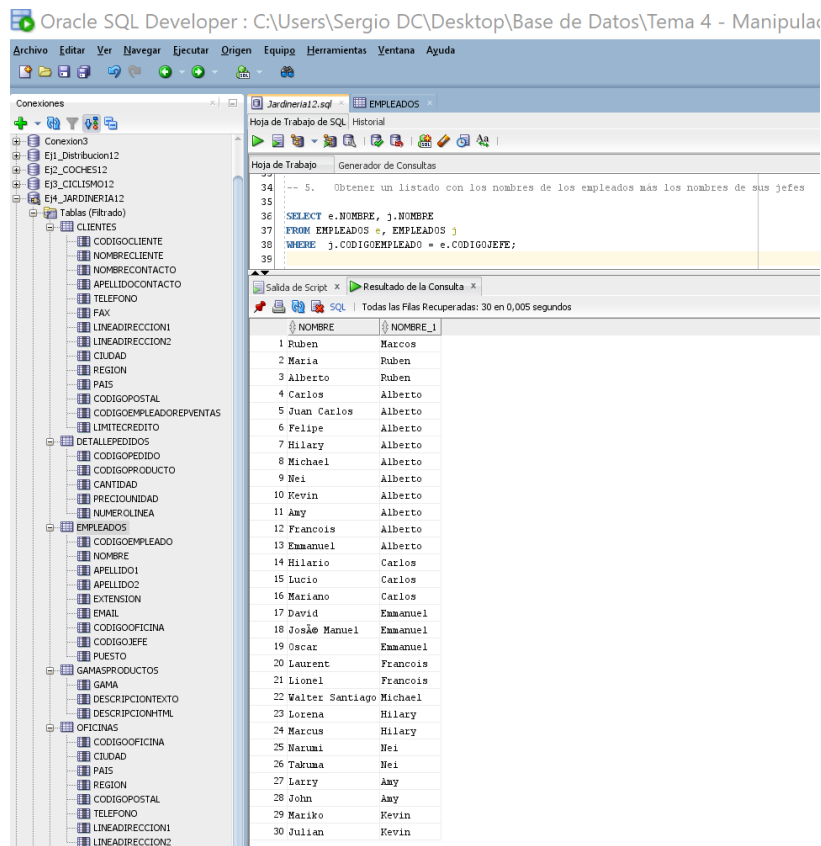 Oracle SQL Developer : C:\Users\Sergio DC\Desktop\Base de Datos\Tema 4 - Manipulac
Archivo Editar Ver Navegar Ejecutar Origen Equipo Herramientas Ventana Ayuda
Conexiones
Conexion3
Ej1_Distribucion12
Ej2_COCHES12
Ej3_CICLISMO12
Ej4_JARDINERIA12
Tablas (Filtrado)
CLIENTES
CODIGOCLIENTE
NOMBRECLIENTE
NOMBRECONTACTO
APELLIDOCONTACTO
TELEFONO
FAX
LINEADIRECCION1
LINEADIRECCION2
CIUDAD
REGION
PAIS
CODIGOPOSTAL
CODIGOEMPLEADOREPVENTAS
LIMITECREDITO
DETALLEPEDIDOS
CODIGOPEDIDO
CODIGOPRODUCTO
CANTIDAD
PRECIOUNIDAD
NUMEROLINEA
EMPLEADOS
CODIGOEMPLEADO
NOMBRE
APELLIDO1
APELLIDO2
EXTENSION
EMAIL
CODIGOOFICINA
CODIGOJEFE
PUESTO
GAMASPRODUCTOS
GAMA
DESCRIPCIONTEXTO
DESCRIPCIONHTML
OFICINAS
CODIGOOFICINA
CIUDAD
PAIS
REGION
CODIGOPOSTAL
TELEFONO
LINEADIRECCION1
LINEADIRECCION2
Jardineria12.sql EMPLEADOS
Hoja de Trabajo de SQL Historial
Hoja de Trabajo Generador de Consultas
34 -- 5. Obtener un listado con los nombres de los empleados más los nombres de sus jefes
35
36 SELECT e.NOMBRE, j.NOMBRE
37 FROM EMPLEADOS e, EMPLEADOS j
38 WHERE j.CODIGOEMPLEADO = e.CODIGOJEFE;
39
Salida de Script Resultado de la Consulta
SQL Todas las Filas Recuperadas: 30 en 0,005 segundos
NOMBRE NOMBRE_1
1 Ruben Marcos
2 Maria Ruben
3 Alberto Ruben
4 Carlos Alberto
5 Juan Carlos Alberto
6 Felipe Alberto
7 Hilary Alberto
8 Michael Alberto
9 Nei Alberto
10 Kevin Alberto
11 Amy Alberto
12 Francois Alberto
13 Emmanuel Alberto
14 Hilario Carlos
15 Lucio Carlos
16 Mariano Carlos
17 David Emmanuel
18 JosÃ© Manuel Emmanuel
19 Oscar Emmanuel
20 Laurent Francois
21 Lionel Francois
22 Walter Santiago Michael
23 Lorena Hilary
24 Marcus Hilary
25 Narumi Nei
26 Takuma Nei
27 Larry Amy
28 John Amy
29 Mariko Kevin
30 Julian Kevin